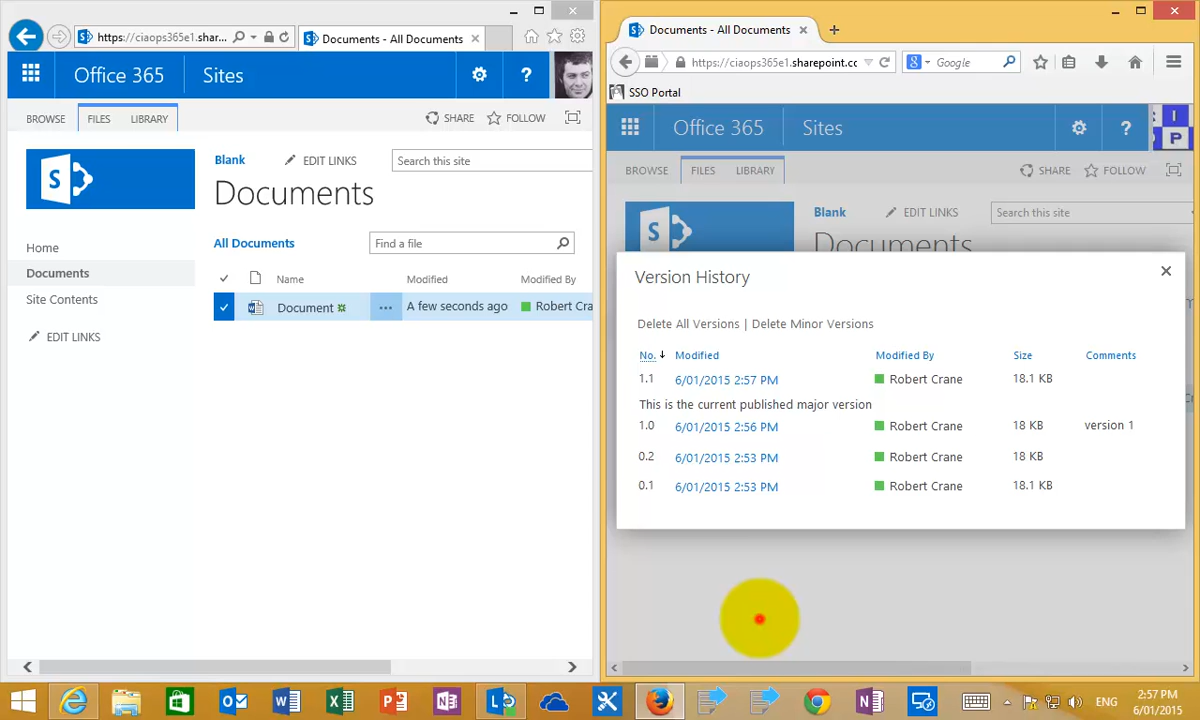 https://ciaops365e1.shar...
Documents - All Documents
Office 365
Sites
?
BROWSE
FILES
LIBRARY
SHARE
FOLLOW
S
Blank
EDIT LINKS
Search this site
Documents
Home
Documents
Site Contents
EDIT LINKS
All Documents
Find a file
Name
Modified
Modified By
Document
...
A few seconds ago
Robert Cra
Documents - All Documents
https://ciaops365e1.sharepoint.cc
Google
SSO Portal
Office 365
Sites
?
I
P
BROWSE
FILES
LIBRARY
SHARE
FOLLOW
S
Blank
EDIT LINKS
Search this site
Documents
Version History
Delete All Versions | Delete Minor Versions
No.
Modified
Modified By
Size
Comments
1.1
6/01/2015 2:57 PM
Robert Crane
18.1 KB
This is the current published major version
1.0
6/01/2015 2:56 PM
Robert Crane
18 KB
version 1
0.2
6/01/2015 2:53 PM
Robert Crane
18 KB
0.1
6/01/2015 2:53 PM
Robert Crane
18.1 KB
ENG
2:57 PM
6/01/2015